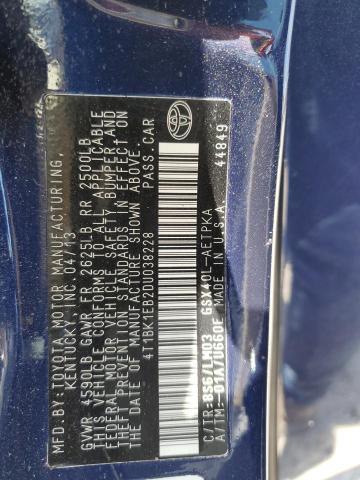 MFD.BY:TOYOTA MOTOR MANUFACTURING,
KENTUCKY, INC. 04/13
GVWR 4590LB GAWR FR 2625LB RR 2500LB
THIS VEHICLE CONFORMS TO ALL APPLICABLE
FEDERAL MOTOR VEHICLE SAFETY, BUMPER AND
THEFT PREVENTION STANDARDS IN EFFECT ON
THE DATE OF MANUFACTURE SHOWN ABOVE.
4T1BK1EB2DU038228 PASS. CAR
C/TR:8S6/LM03 GSX40L-AETPKA
A/TM:-01A/U660E MADE IN U.S.A. 44849